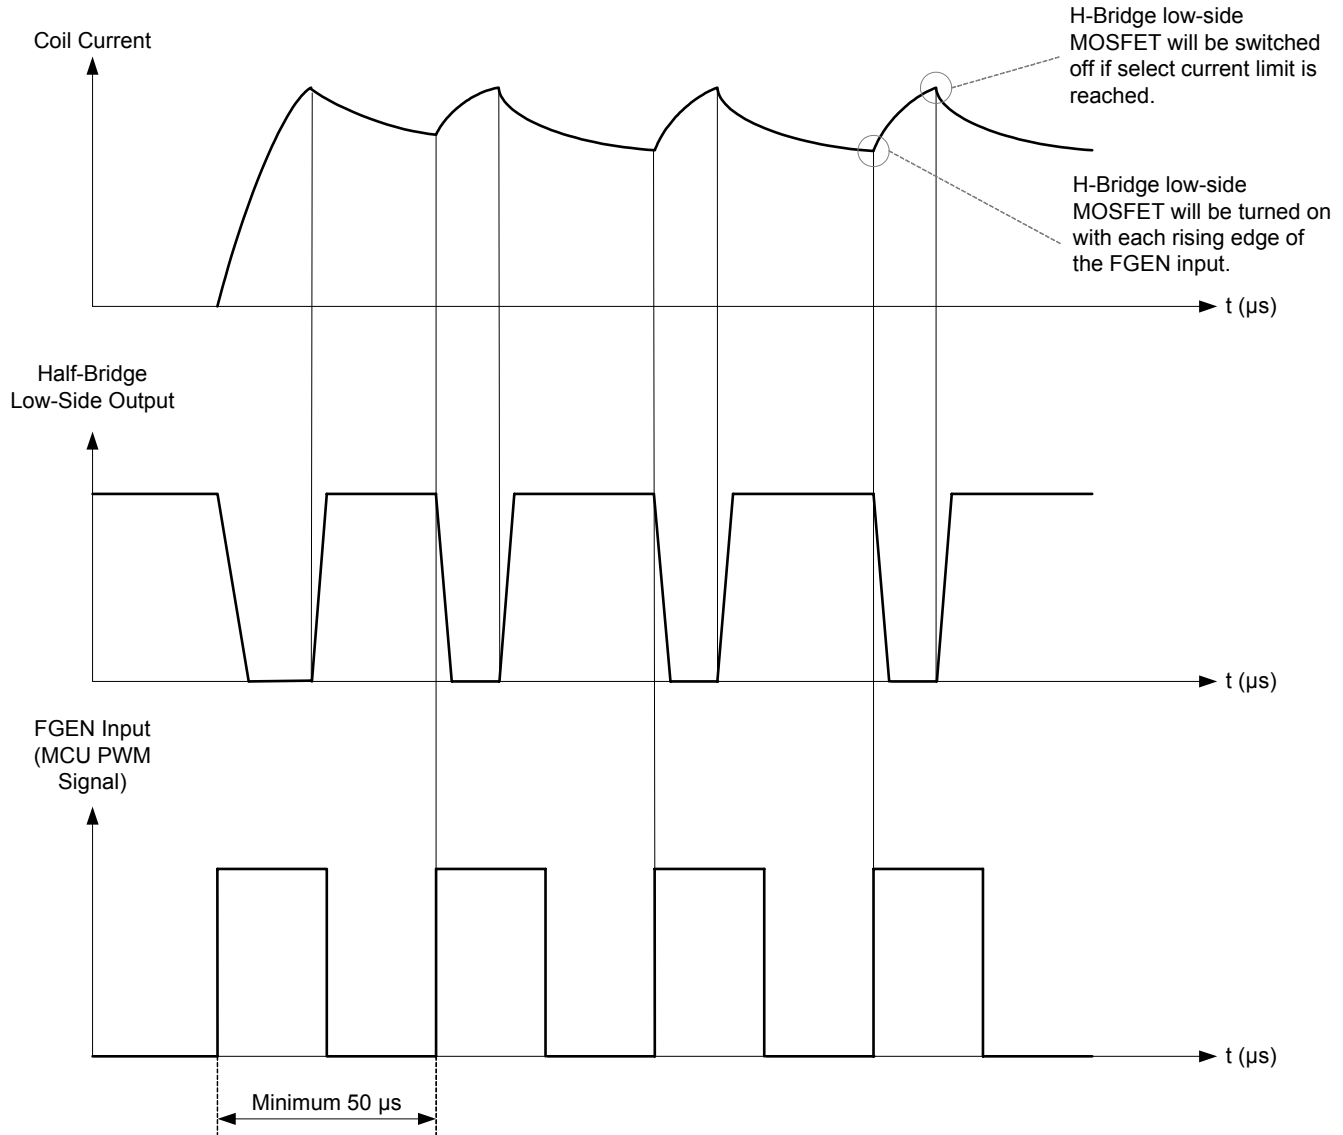 Coil Current
H-Bridge low-side
MOSFET will be switched
off if select current limit is
reached.
H-Bridge low-side
MOSFET will be turned on
with each rising edge of
the FGEN input.
t (µs)
Half-Bridge
Low-Side Output
t (µs)
FGEN Input
(MCU PWM
Signal)
t (µs)
Minimum 50 µs